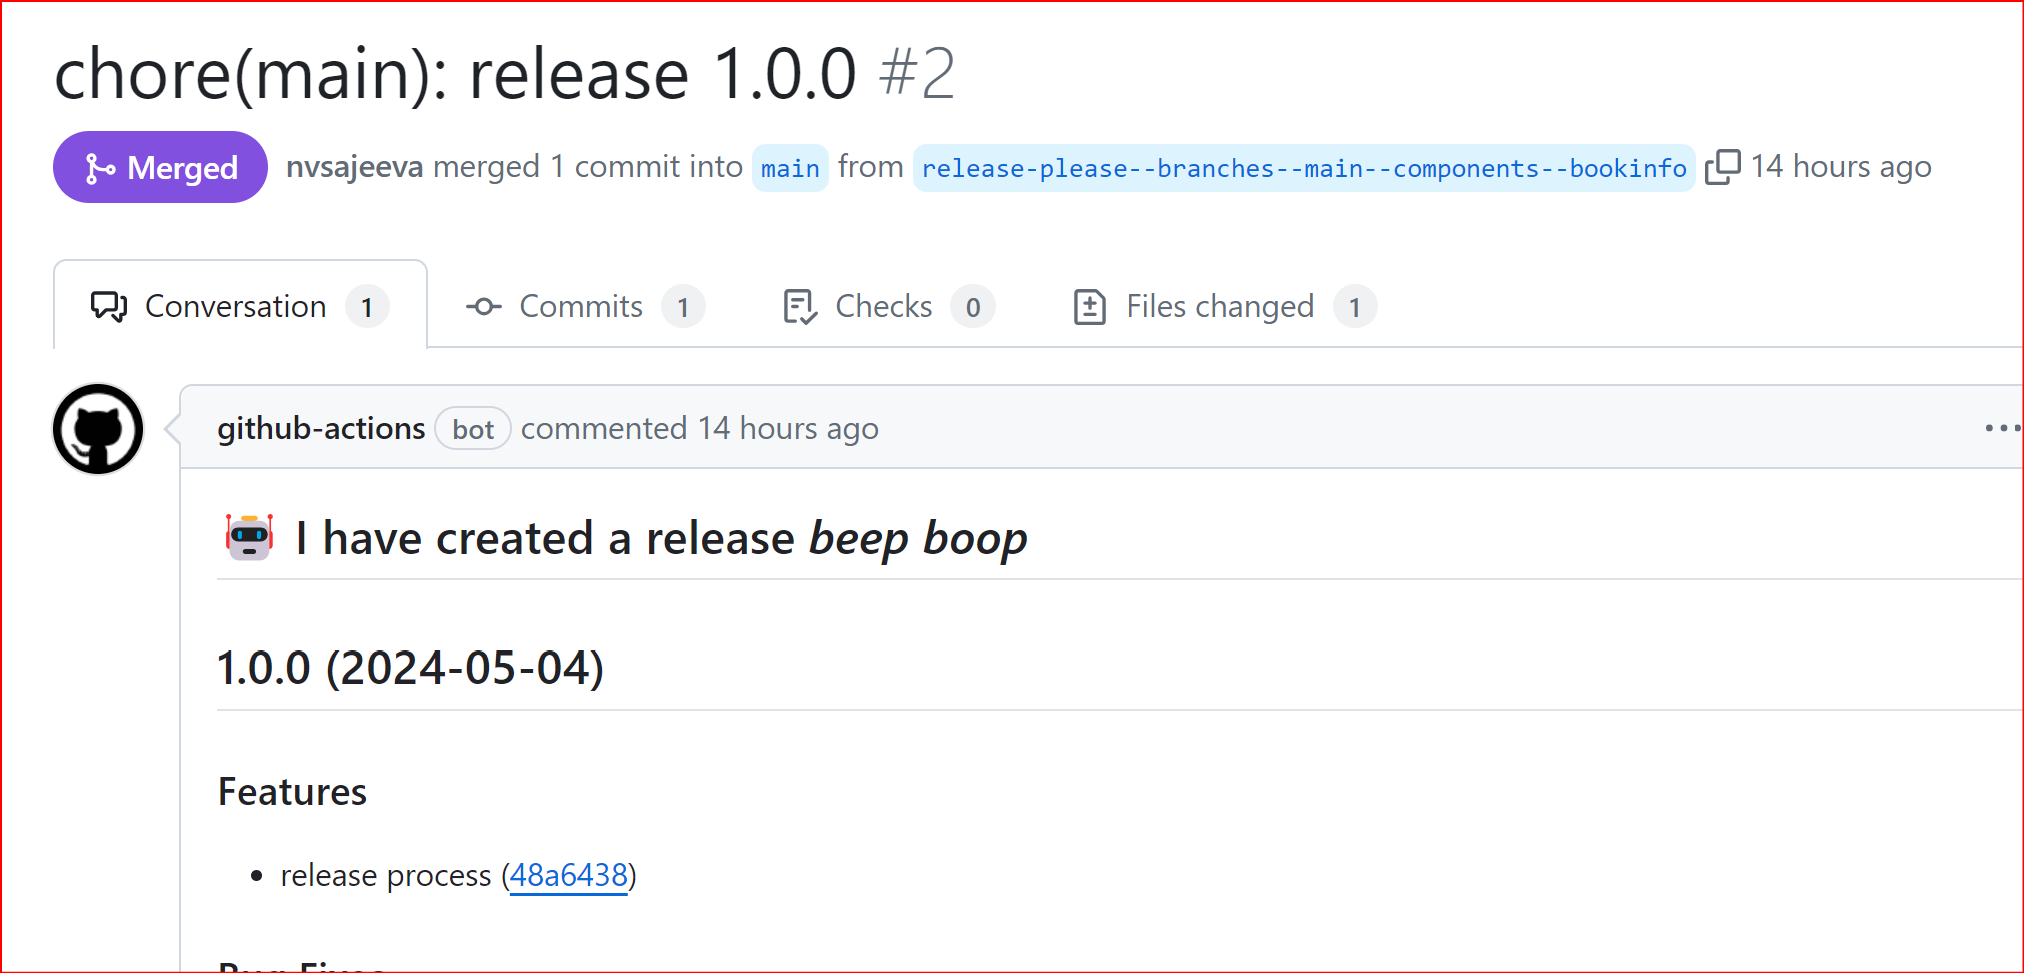 chore(main): release 1.0.0 #2
Merged nvsajeeva merged 1 commit into main from release-please--branches--main--components--bookinfo 14 hours ago
Conversation 1 Commits 1 Checks 0 Files changed 1
github-actions bot commented 14 hours ago
I have created a release beep boop
1.0.0 (2024-05-04)
Features
release process (48a6438)
Bug Fixes